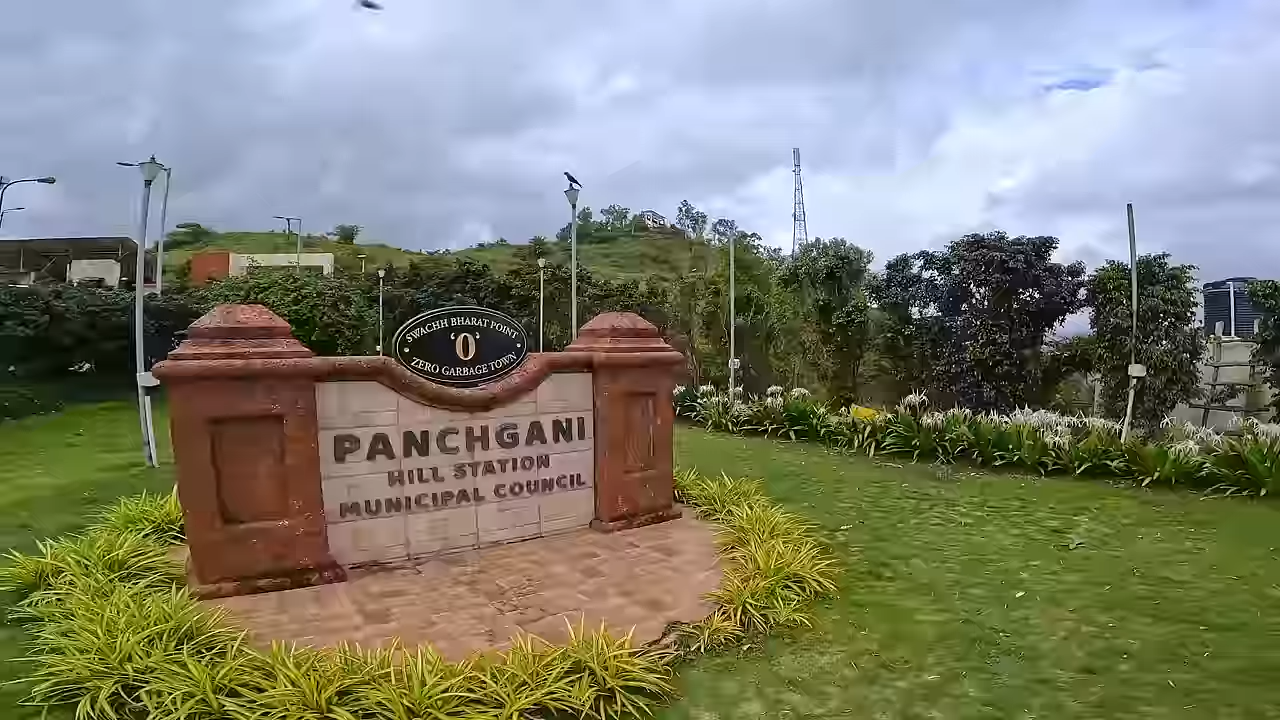 SWACHH BHARAT POINT
'0'
ZERO GARBAGE TOWN
PANCHGANI
HILL STATION
MUNICIPAL COUNCIL